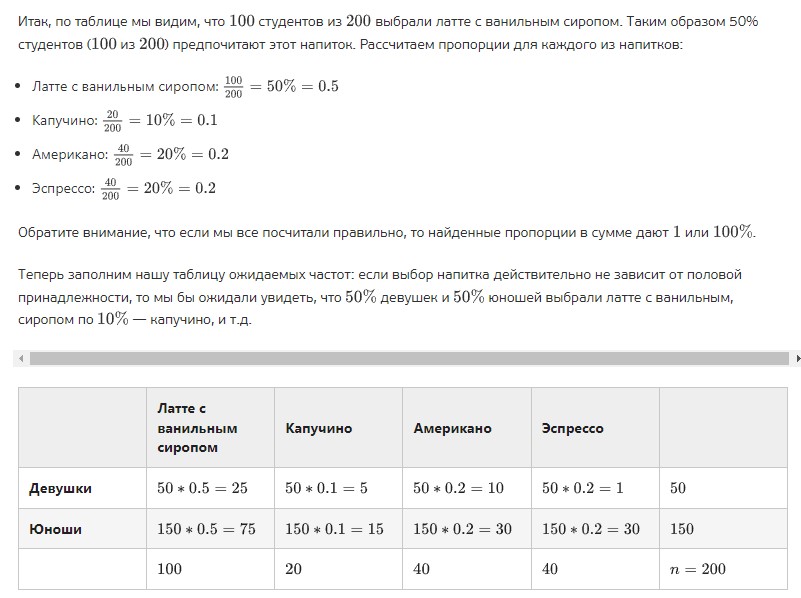 Итак, по таблице мы видим, что 100 студентов из 200 выбрали латте с ванильным сиропом. Таким образом 50%
студентов (100 из 200) предпочитают этот напиток. Рассчитаем пропорции для каждого из напитков:
• Латте с ванильным сиропом: 100/200 = 50% = 0.5
• Капучино: 20/200 = 10% = 0.1
• Американо: 40/200 = 20% = 0.2
• Эспрессо: 40/200 = 20% = 0.2
Обратите внимание, что если мы все посчитали правильно, то найденные пропорции в сумме дают 1 или 100%.
Теперь заполним нашу таблицу ожидаемых частот: если выбор напитка действительно не зависит от половой
принадлежности, то мы бы ожидали увидеть, что 50% девушек и 50% юношей выбрали латте с ванильным,
сиропом по 10% — капучино, и т.д.
Латте с
ванильным
сиропом
Капучино
Американо
Эспрессо
Девушки 50 * 0.5 = 25 50 * 0.1 = 5 50 * 0.2 = 10 50 * 0.2 = 1 50
Юноши 150 * 0.5 = 75 150 * 0.1 = 15 150 * 0.2 = 30 150 * 0.2 = 30 150
100 20 40 40 n = 200